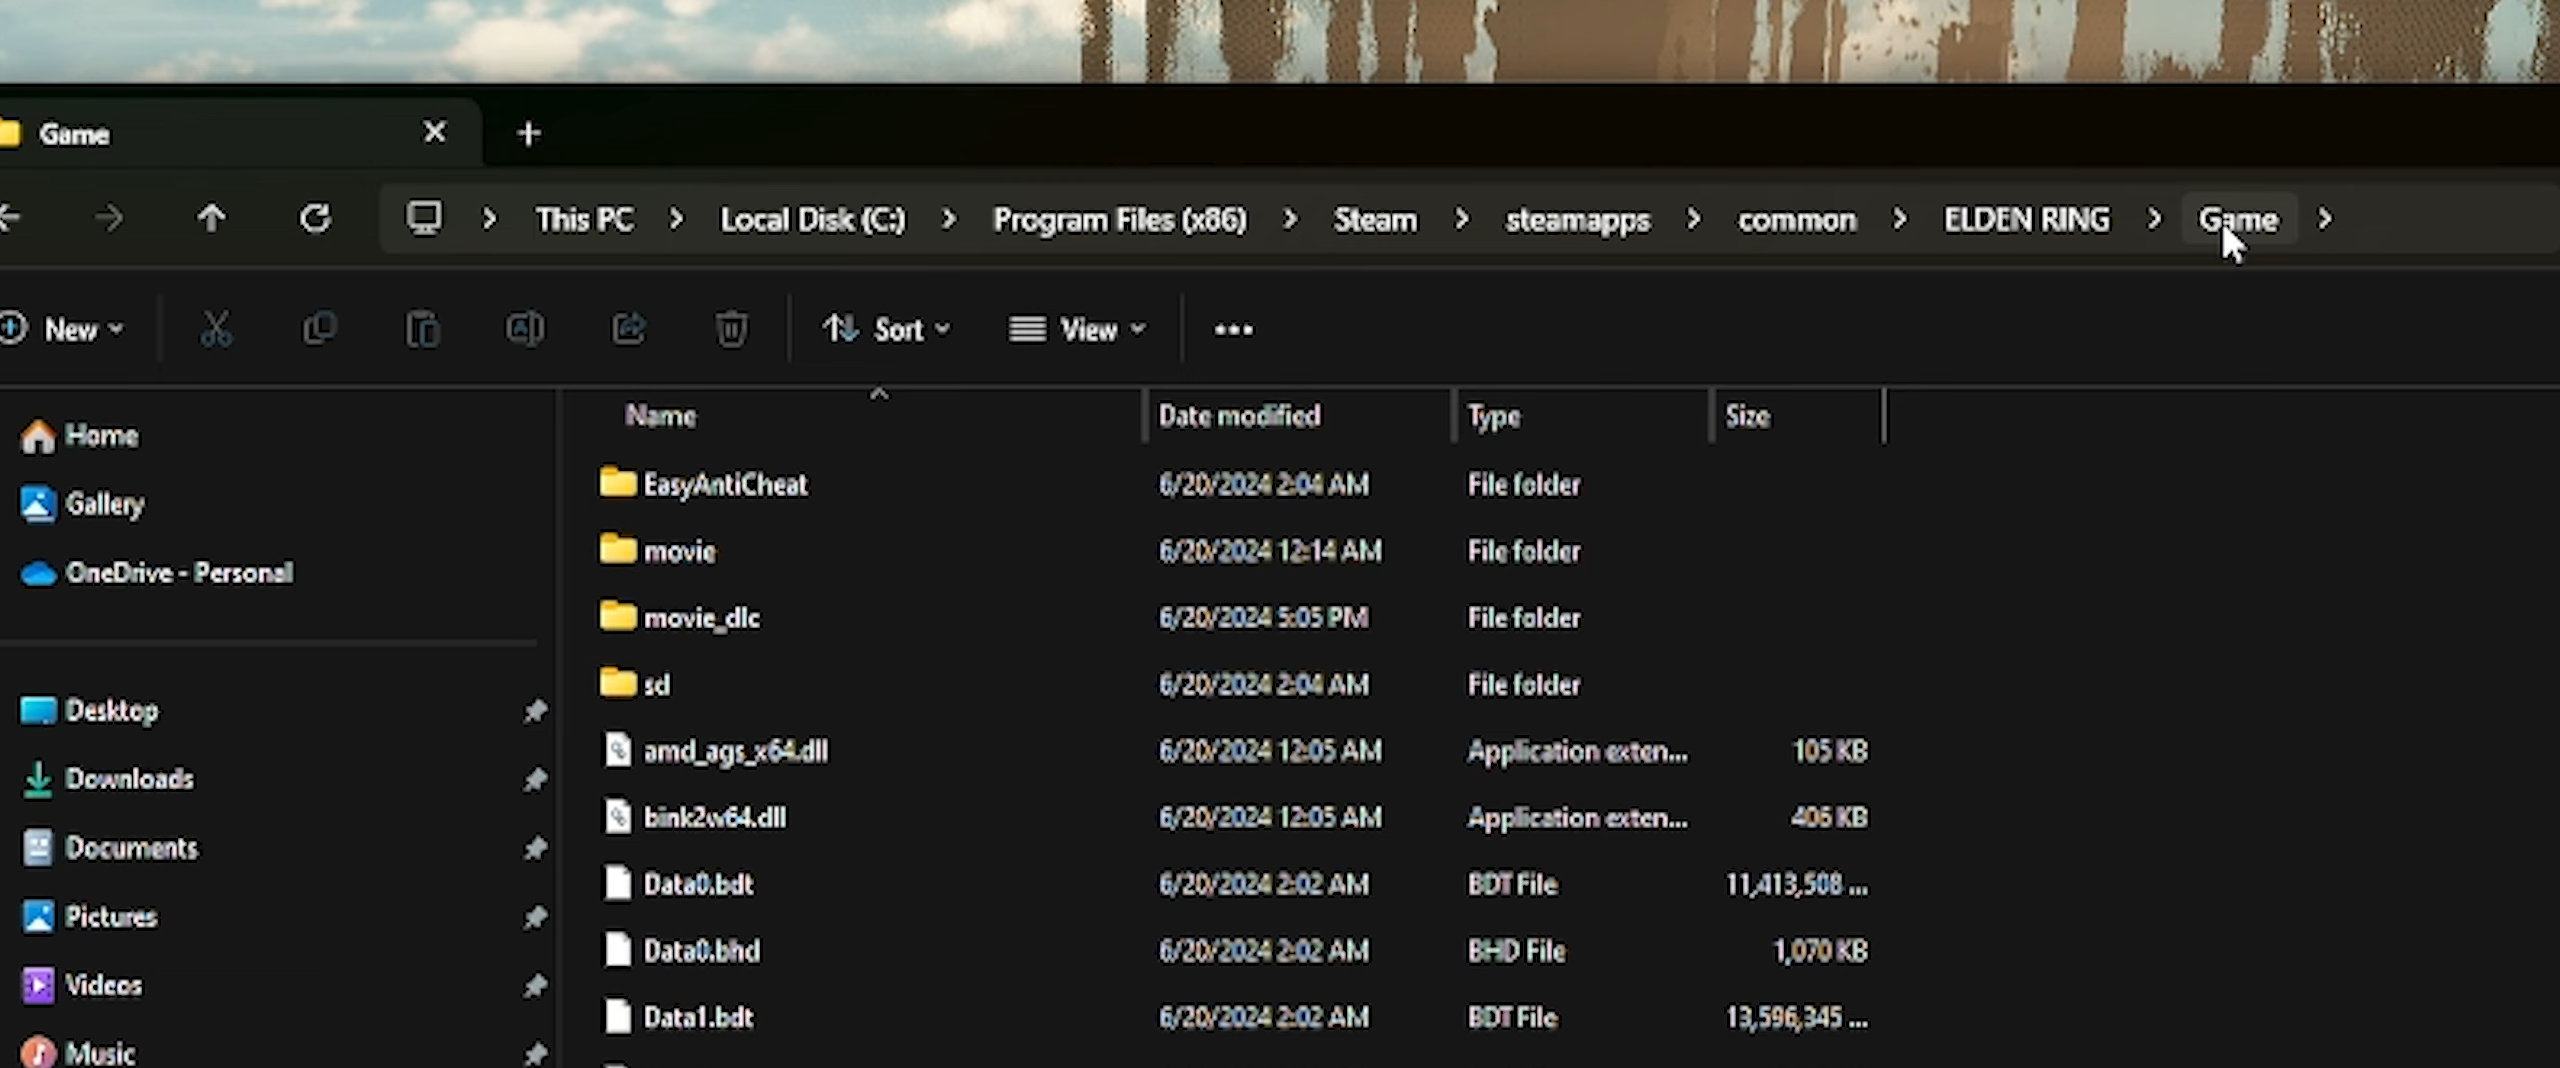 Game
This PC > Local Disk (C:) > Program Files (x86) > Steam > steamapps > common > ELDEN RING > Game >
New Sort View
Name Date modified Type Size
Home
Gallery
OneDrive - Personal
Desktop
Downloads
Documents
Pictures
Videos
Music
EasyAntiCheat 6/20/2024 2:04 AM File folder
movie 6/20/2024 12:14 AM File folder
movie_dlc 6/20/2024 5:05 PM File folder
sd 6/20/2024 2:04 AM File folder
amd_ags_x64.dll 6/20/2024 12:05 AM Application exten... 105 KB
bink2w64.dll 6/20/2024 12:05 AM Application exten... 406 KB
Data0.bdt 6/20/2024 2:02 AM BDT File 11,413,508 ...
Data0.bhd 6/20/2024 2:02 AM BHD File 1,070 KB
Data1.bdt 6/20/2024 2:02 AM BDT File 13,596,345 ...